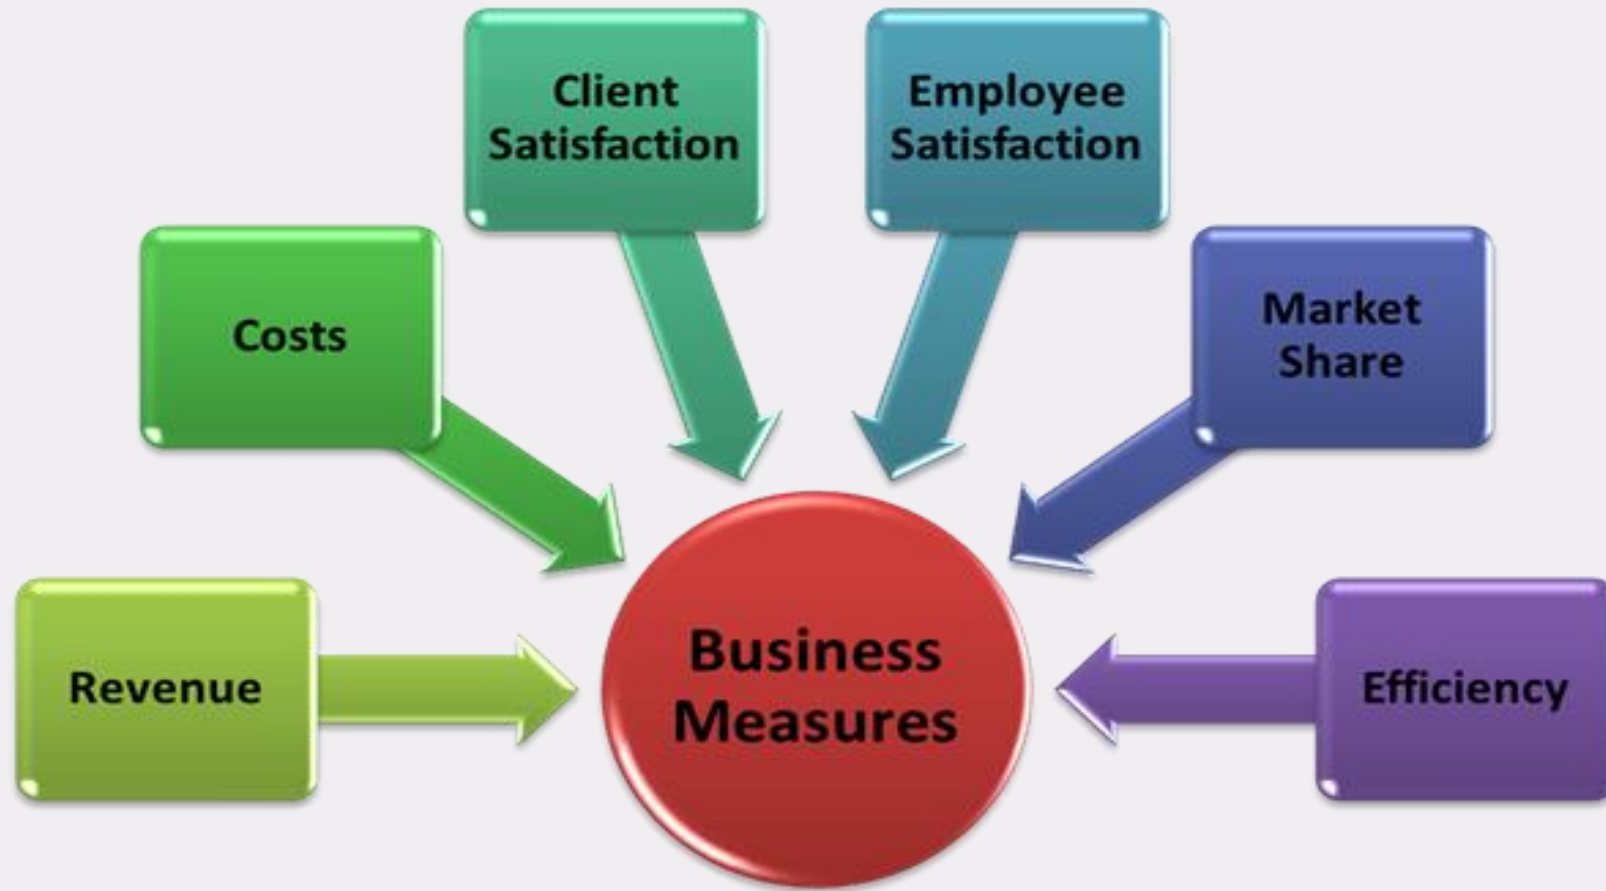 Client
Satisfaction
Employee
Satisfaction
Costs
Market
Share
Revenue
Business
Measures
Efficiency